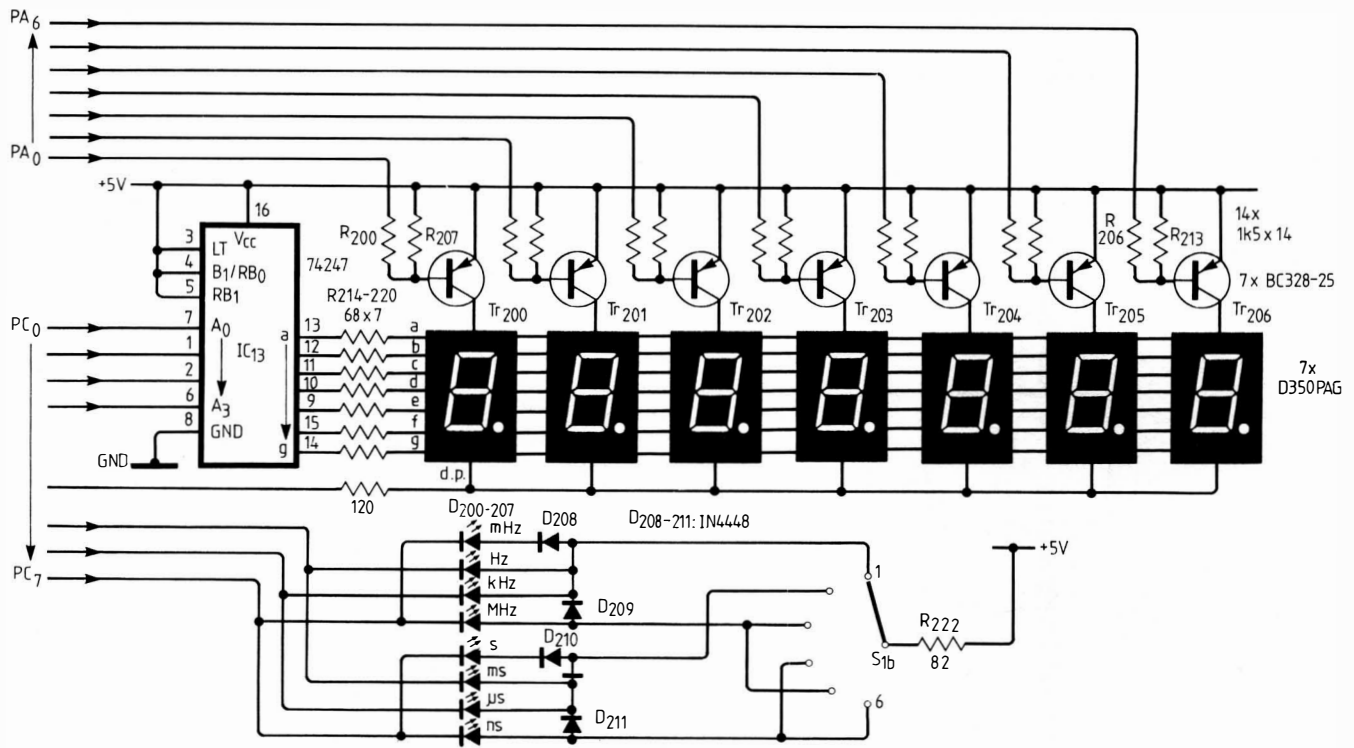 PA6
PA0
+5V
16
VCC
3
LT
4
B1/RB0
5
RB1
74247
R200
R207
R
206
R213
14x
1k5 x 14
7x BC328-25
Tr200
Tr201
Tr202
Tr203
Tr204
Tr205
Tr206
R214-220
68 x 7
PC0
7
A0
1
IC13
2
6
A3
8
GND
13
a
a
12
b
11
c
10
d
9
e
15
f
14
g
g
7x
D350PAG
GND
d.p.
120
D200-207
mHz
D208
D208-211: IN4448
Hz
kHz
MHz
D209
PC7
+5V
1
R222
82
S1b
s
D210
ms
µs
ns
D211
6